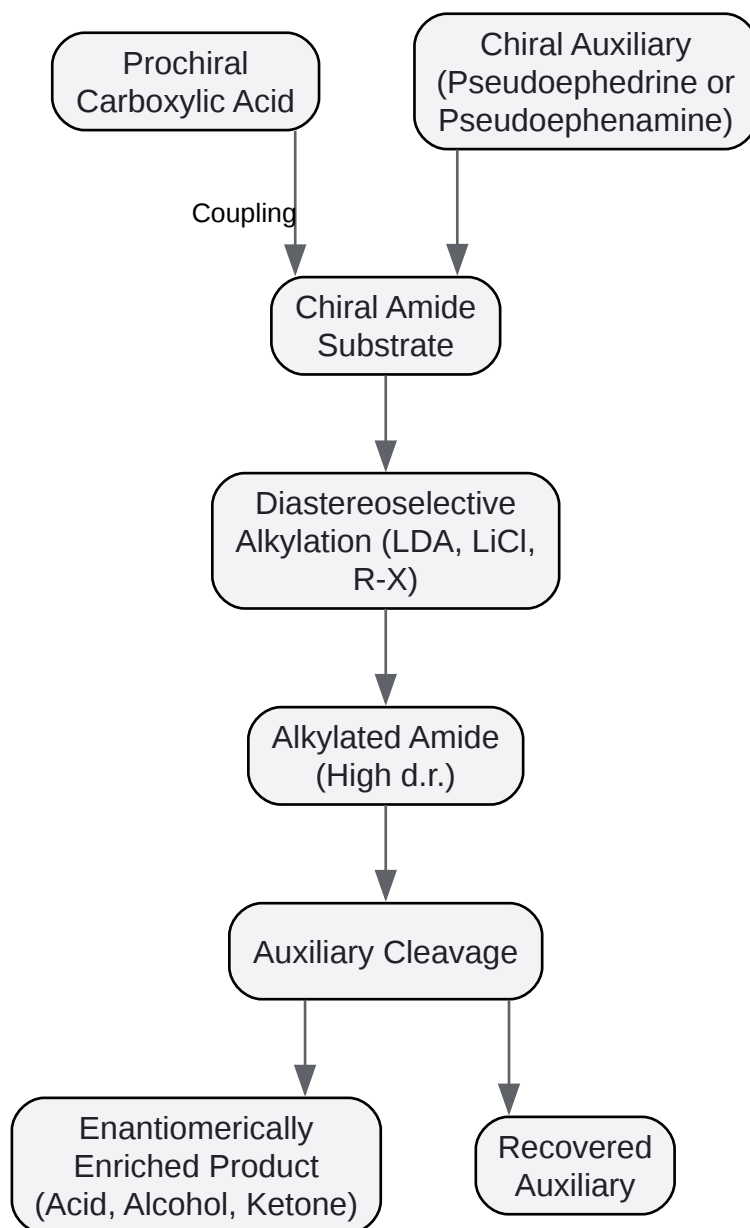 Prochiral
Carboxylic Acid
Chiral Auxiliary
(Pseudoephedrine or
Pseudoephenamine)
Coupling
Chiral Amide
Substrate
Diastereoselective
Alkylation (LDA, LiCl,
R-X)
Alkylated Amide
(High d.r.)
Auxiliary Cleavage
Enantiomerically
Enriched Product
(Acid, Alcohol, Ketone)
Recovered
Auxiliary